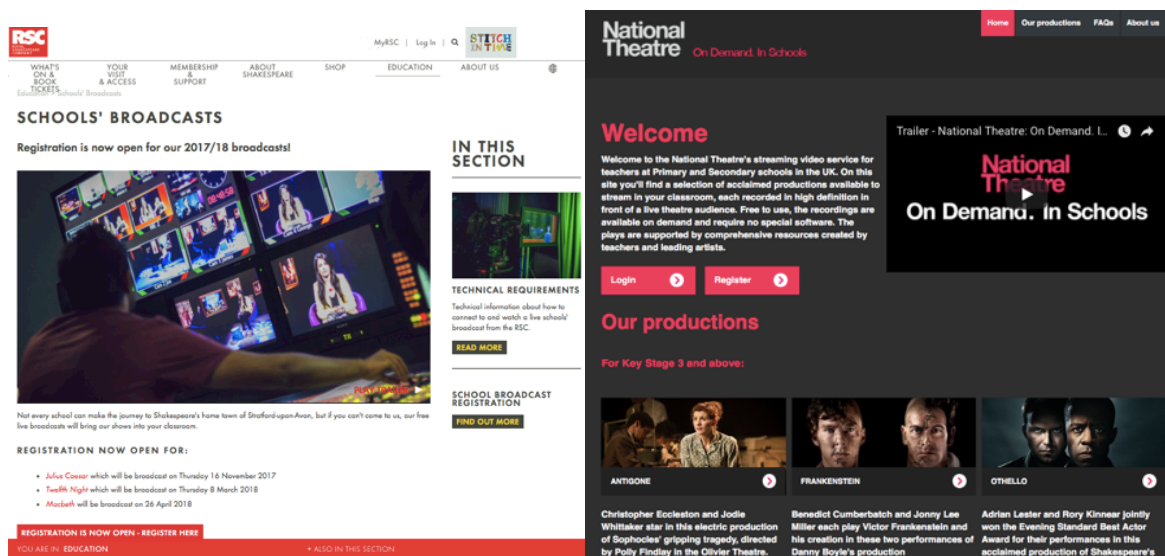 RSC
ROYAL
SHAKESPEARE
COMPANY
MyRSC | Log In |
STITCH
IN TIME
WHAT'S
ON &
BOOK
TICKETS
YOUR
VISIT
& ACCESS
MEMBERSHIP
&
SUPPORT
ABOUT
SHAKESPEARE
SHOP
EDUCATION
ABOUT US
Education > Schools' Broadcasts
SCHOOLS' BROADCASTS
Registration is now open for our 2017/18 broadcasts!
Not every school can make the journey to Shakespeare's home town of Stratford-upon-Avon, but if you can't come to us, our free
live broadcasts will bring our shows into your classroom.
REGISTRATION NOW OPEN FOR:
• Julius Caesar which will be broadcast on Thursday 16 November 2017
• Twelfth Night which will be broadcast on Thursday 8 March 2018
• Macbeth will be broadcast on 26 April 2018
REGISTRATION IS NOW OPEN - REGISTER HERE
YOU ARE IN: EDUCATION
+ ALSO IN THIS SECTION
IN THIS
SECTION
TECHNICAL REQUIREMENTS
Technical information about how to
connect to and watch a live schools'
broadcast from the RSC.
READ MORE
SCHOOL BROADCAST
REGISTRATION
FIND OUT MORE
National
Theatre On Demand. In Schools
Home Our productions FAQs About us
Welcome
Welcome to the National Theatre's streaming video service for
teachers at Primary and Secondary schools in the UK. On this
site you'll find a selection of acclaimed productions available to
stream in your classroom, each recorded in high definition in
front of a live theatre audience. Free to use, the recordings are
available on demand and require no special software. The
plays are supported by comprehensive resources created by
teachers and leading artists.
Login
Register
Trailer - National Theatre: On Demand. I...
National
Theatre
On Demand. In Schools
Our productions
For Key Stage 3 and above:
ANTIGONE
Christopher Eccleston and Jodie
Whittaker star in this electric production
of Sophocles' gripping tragedy, directed
by Polly Findlay in the Olivier Theatre.
FRANKENSTEIN
Benedict Cumberbatch and Jonny Lee
Miller each play Victor Frankenstein and
his creation in these two performances of
Danny Boyle's production
OTHELLO
Adrian Lester and Rory Kinnear jointly
won the Evening Standard Best Actor
Award for their performances in this
acclaimed production of Shakespeare's